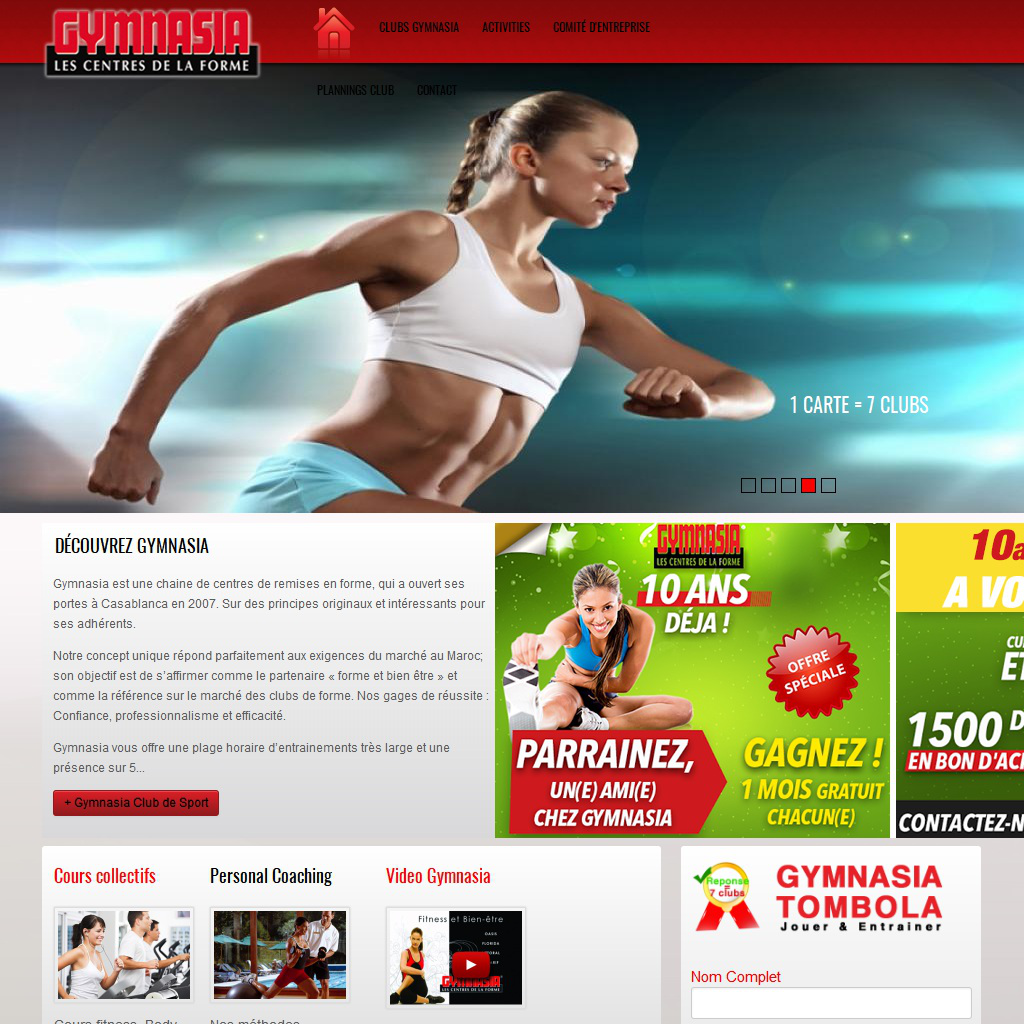 GYMNASIA
LES CENTRES DE LA FORME
CLUBS GYMNASIA
ACTIVITIES
COMITÉ D'ENTREPRISE
PLANNINGS CLUB
CONTACT
1 CARTE = 7 CLUBS
DÉCOUVREZ GYMNASIA
Gymnasia est une chaine de centres de remises en forme, qui a ouvert ses
portes à Casablanca en 2007. Sur des principes originaux et intéressants pour
ses adhérents.
Notre concept unique répond parfaitement aux exigences du marché au Maroc;
son objectif est de s'affirmer comme le partenaire « forme et bien être » et
comme la référence sur le marché des clubs de forme. Nos gages de réussite :
Confiance, professionnalisme et efficacité.
Gymnasia vous offre une plage horaire d'entrainements très large et une
présence sur 5...
+ Gymnasia Club de Sport
GYMNASIA
LES CENTRES DE LA FORME
10 ANS
DÉJA !
OFFRE
SPÉCIALE
PARRAINEZ,
UN(E) AMI(E)
CHEZ GYMNASIA
GAGNEZ !
1 MOIS GRATUIT
CHACUN(E)
10a
A VO
CU
ET
1500 D
EN BON D'ACH
CONTACTEZ-N
Cours collectifs
Personal Coaching
Video Gymnasia
Fitness et Bien-être
OASIS
FLORIDA
GYMNASIA
LES CENTRES DE LA FORME
Cours fitness, Body
Nos méthodes
Reponse
7 clubs
GYMNASIA
TOMBOLA
Jouer & Entrainer
Nom Complet